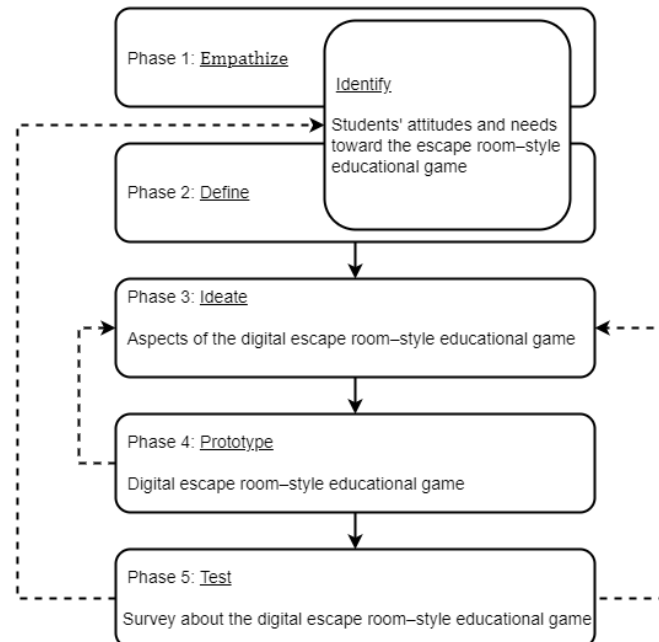 Phase 1: Empathize
Identify
Students' attitudes and needs
toward the escape room–style
educational game
Phase 2: Define
Phase 3: Ideate
Aspects of the digital escape room–style educational game
Phase 4: Prototype
Digital escape room–style educational game
Phase 5: Test
Survey about the digital escape room–style educational game